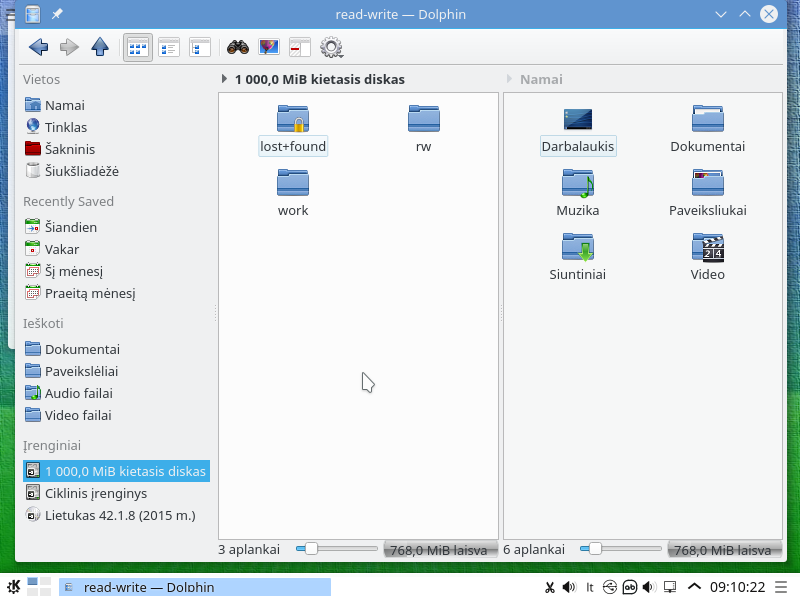 read-write — Dolphin
Vietos
Namai
Tinklas
Šakninis
Šiukšliadėžė
Recently Saved
Šiandien
Vakar
Šį mėnesį
Praeitą mėnesį
Ieškoti
Dokumentai
Paveikslėliai
Audio failai
Video failai
Įrenginiai
1 000,0 MiB kietasis diskas
Ciklinis įrenginys
Lietukas 42.1.8 (2015 m.)
1 000,0 MiB kietasis diskas
lost+found
rw
work
3 aplankai
768,0 MiB laisva
Namai
Darbalaukis
Dokumentai
Muzika
Paveiksliukai
Siuntiniai
Video
6 aplankai
768,0 MiB laisva
read-write — Dolphin
lt
09:10:22